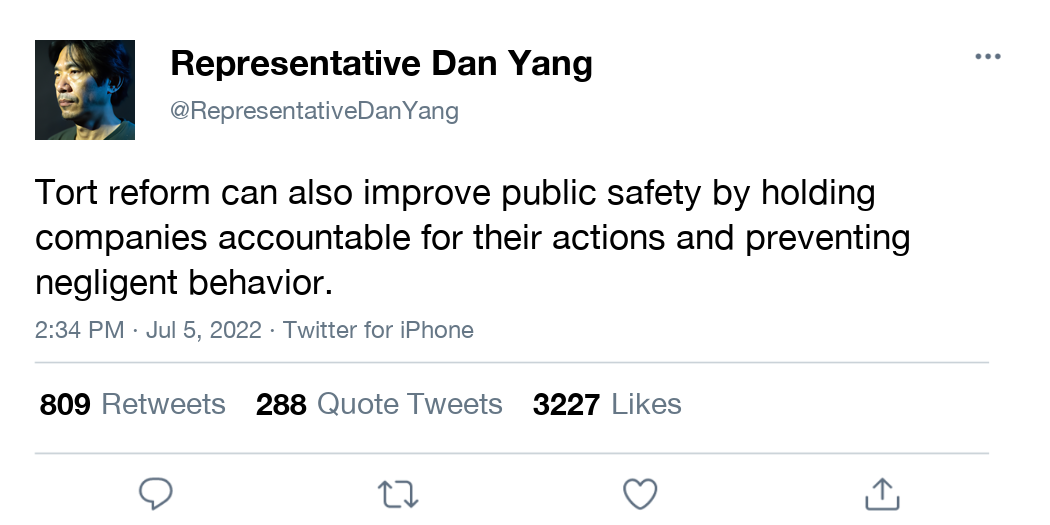 Representative Dan Yang
@RepresentativeDanYang
Tort reform can also improve public safety by holding
companies accountable for their actions and preventing
negligent behavior.
2:34 PM · Jul 5, 2022 · Twitter for iPhone
809 Retweets 288 Quote Tweets 3227 Likes